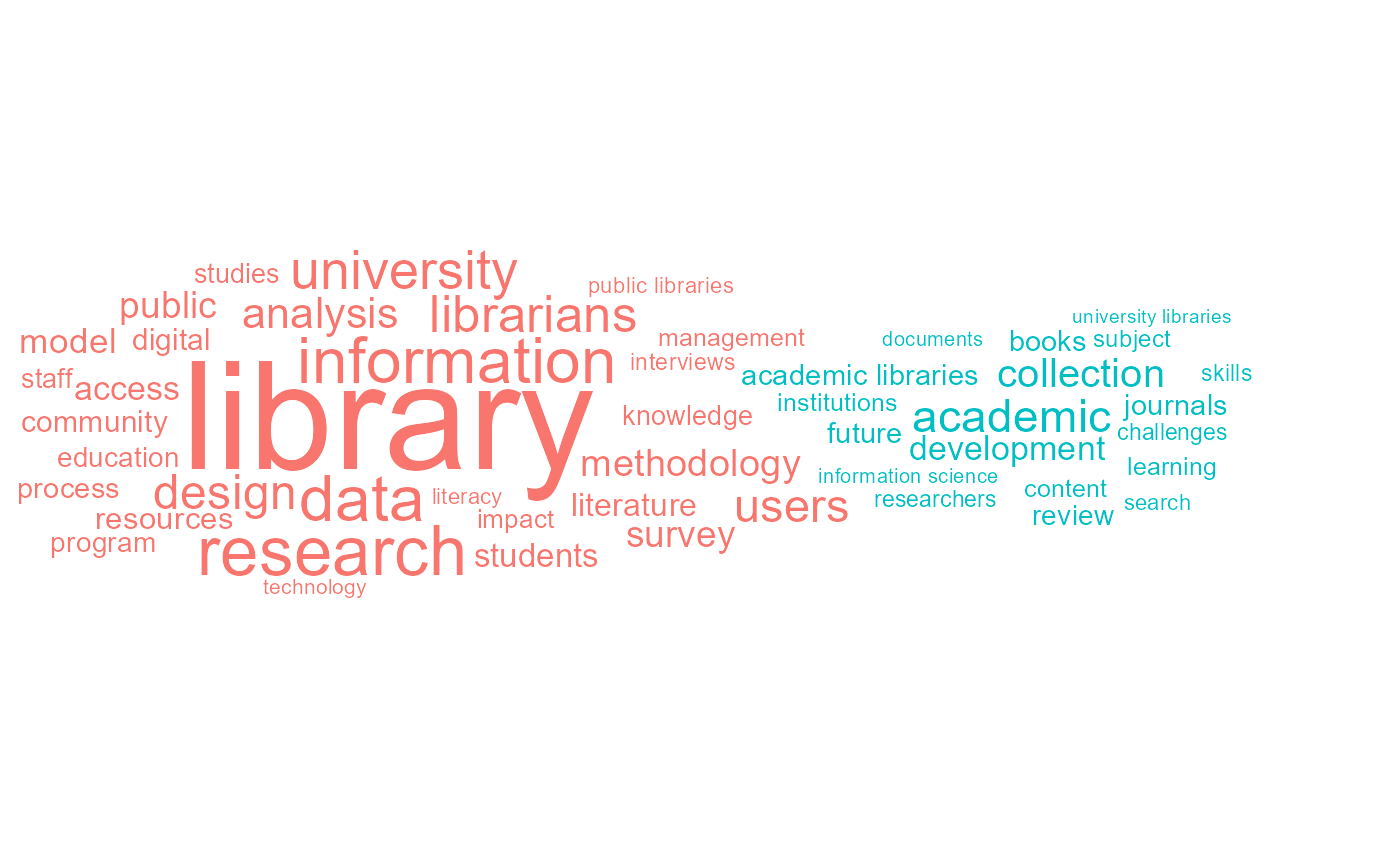 university
studies
public libraries
public
analysis
librarians
model
digital
information
management
interviews
staff
access
library
community
knowledge
education
methodology
process
design
data
literacy
literature
users
resources
impact
program
research
students
survey
technology
university libraries
documents
books
subject
academic libraries
collection
skills
institutions
academic
journals
future
development
challenges
information science
learning
researchers
content
search
review